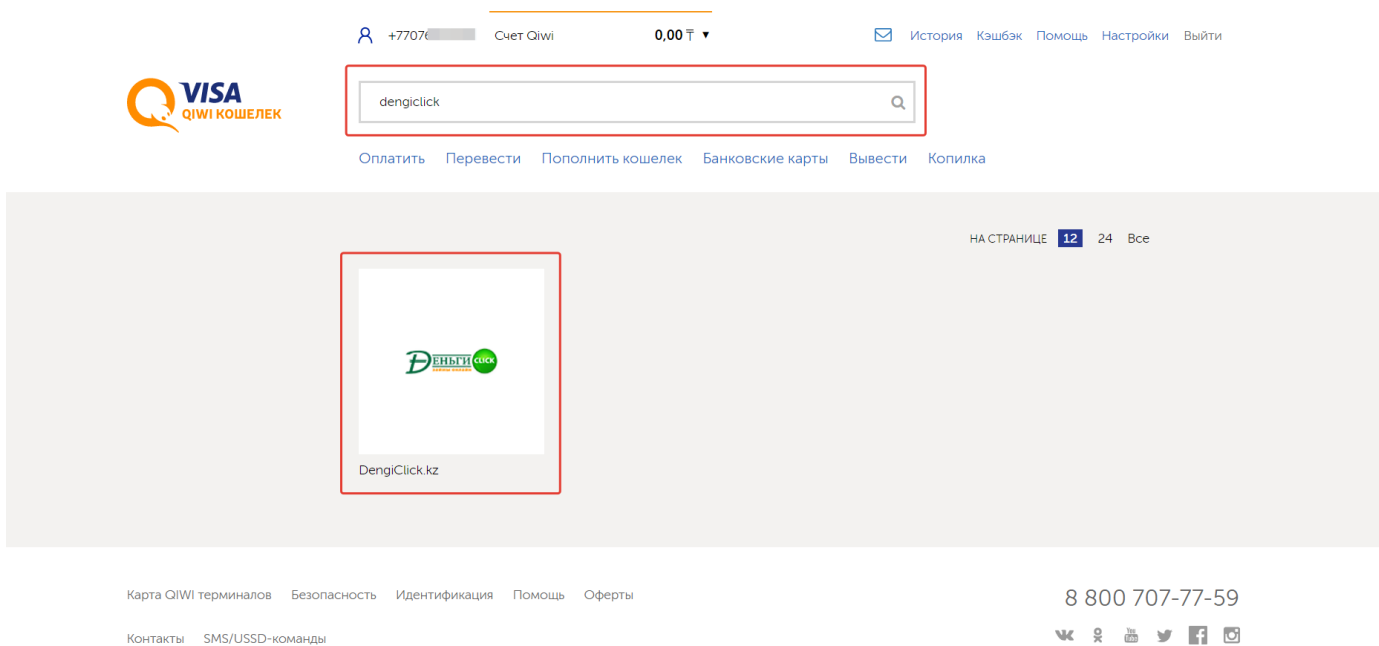 +7707 Счет Qiwi 0,00 ₸ ▼ История Кэшбэк Помощь Настройки Выйти
VISA
QIWI КОШЕЛЕК
dengiclick
Оплатить Перевести Пополнить кошелек Банковские карты Вывести Копилка
НА СТРАНИЦЕ 12 24 Все
ДЕНЬГИ CLICK
DengiClick.kz
Карта QIWI терминалов Безопасность Идентификация Помощь Оферты
8 800 707-77-59
Контакты SMS/USSD-команды
You Tube